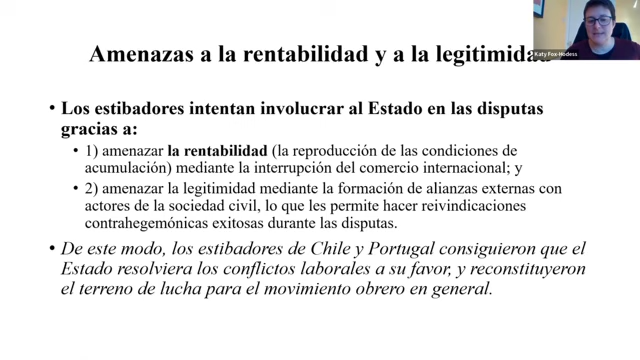 Amenazas a la rentabilidad y a la legitimidad
Katy Fox-Hodess
• Los estibadores intentan involucrar al Estado en las disputas
gracias a:
• 1) amenazar la rentabilidad (la reproducción de las condiciones de
acumulación) mediante la interrupción del comercio internacional; y
• 2) amenazar la legitimidad mediante la formación de alianzas externas con
actores de la sociedad civil, lo que les permite hacer reivindicaciones
contrahegemónicas exitosas durante las disputas.
• De este modo, los estibadores de Chile y Portugal consiguieron que el
Estado resolviera los conflictos laborales a su favor, y reconstituyeron
el terreno de lucha para el movimiento obrero en general.